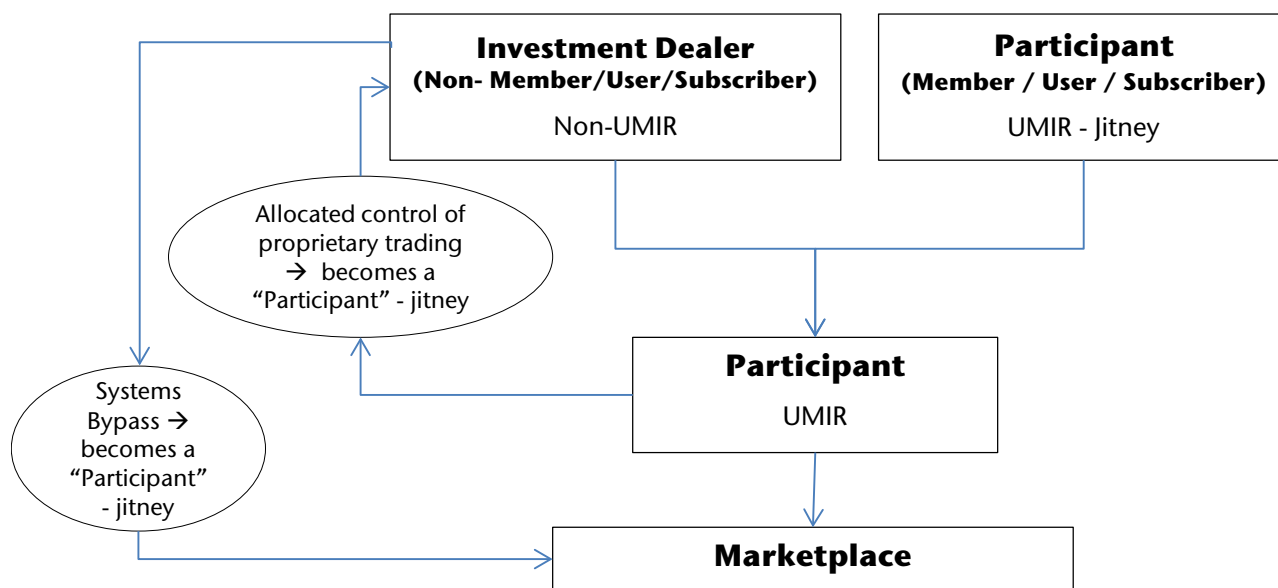 Investment Dealer
(Non- Member/User/Subscriber)
Non-UMIR
Participant
(Member / User / Subscriber)
UMIR - Jitney
Allocated control of
proprietary trading
→ becomes a
“Participant” - jitney
Participant
UMIR
Systems
Bypass →
becomes a
“Participant”
- jitney
Marketplace